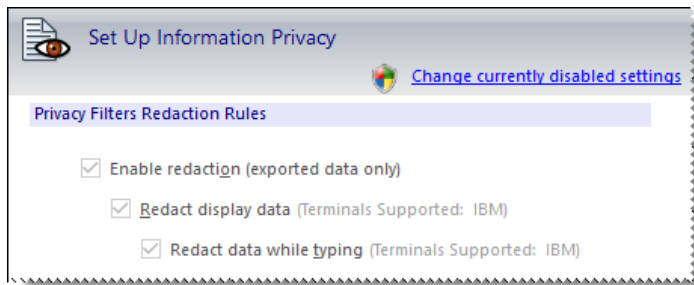 Set Up Information Privacy
Change currently disabled settings
Privacy Filters Redaction Rules
Enable redaction (exported data only)
Redact display data (Terminals Supported: IBM)
Redact data while typing (Terminals Supported: IBM)